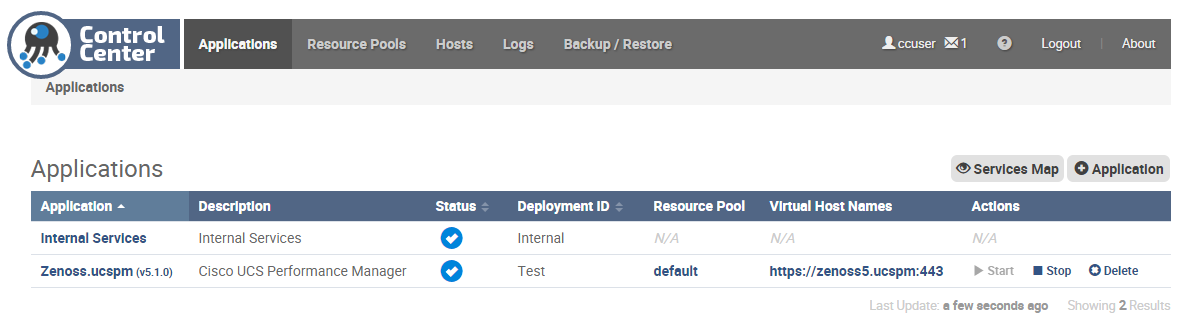 Control Center Applications Resource Pools Hosts Logs Backup / Restore ccuser 1 ? Logout | About
Applications
Applications Services Map Application
Application Description Status Deployment ID Resource Pool Virtual Host Names Actions
Internal Services Internal Services Internal N/A N/A N/A
Zenoss.ucspm (v5.1.0) Cisco UCS Performance Manager Test default https://zenoss5.ucspm:443 Start Stop Delete
Last Update: a few seconds ago Showing 2 Results